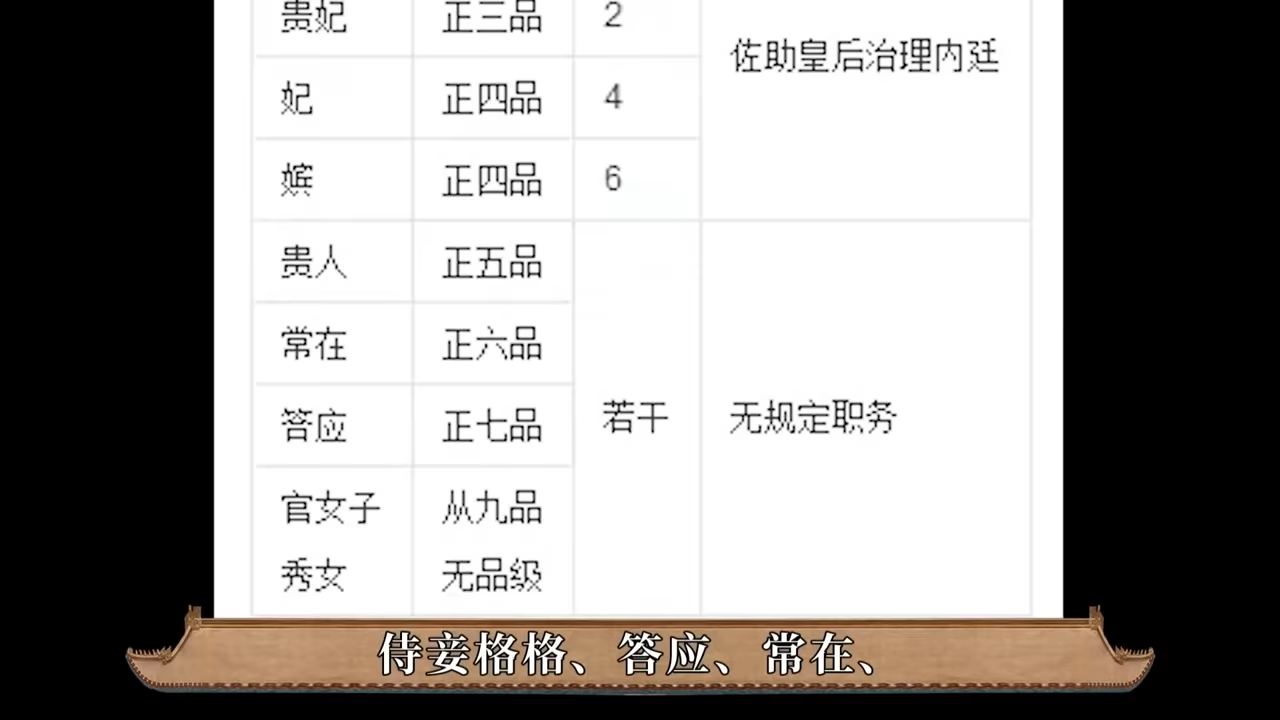 贵妃 正三品 2
佐助皇后治理内廷
妃 正四品 4
嫔 正四品 6
贵人 正五品
常在 正六品
答应 正七品
若干 无规定职务
官女子 从九品
秀女 无品级
侍妾格格、答应、常在、